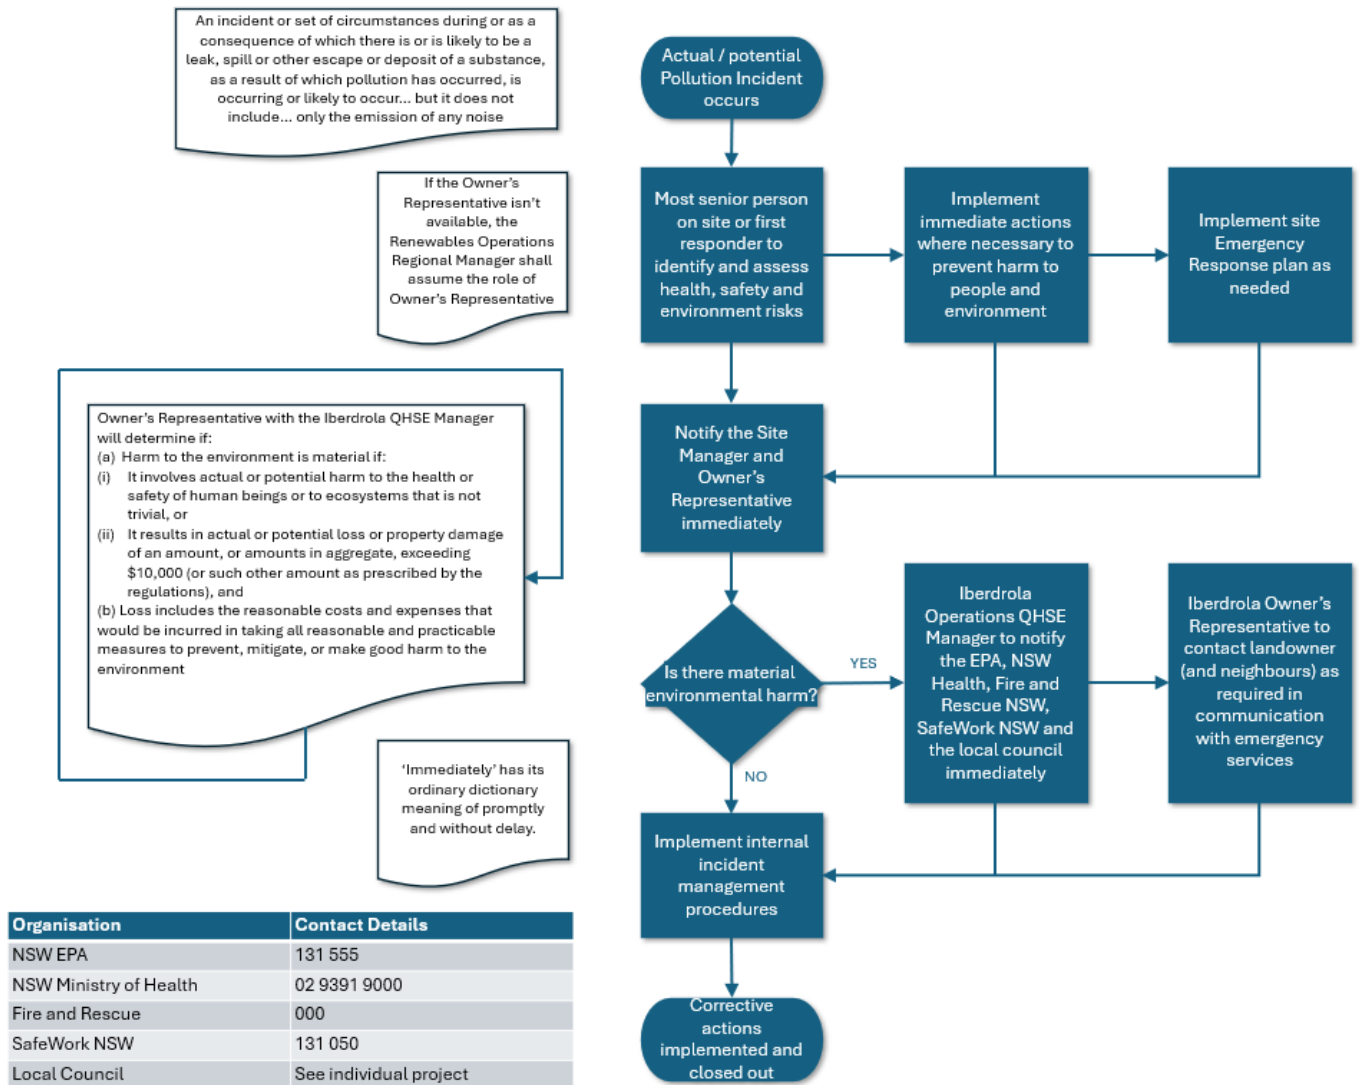 An incident or set of circumstances during or as a
consequence of which there is or is likely to be a
leak, spill or other escape or deposit of a substance,
as a result of which pollution has occurred, is
occurring or likely to occur... but it does not
include... only the emission of any noise
If the Owner's
Representative isn't
available, the
Renewables Operations
Regional Manager shall
assume the role of
Owner's Representative
Owner's Representative with the Iberdrola QHSE Manager
will determine if:
(a) Harm to the environment is material if:
(i) It involves actual or potential harm to the health or
safety of human beings or to ecosystems that is not
trivial, or
(ii) It results in actual or potential loss or property damage
of an amount, or amounts in aggregate, exceeding
$10,000 (or such other amount as prescribed by the
regulations), and
(b) Loss includes the reasonable costs and expenses that
would be incurred in taking all reasonable and practicable
measures to prevent, mitigate, or make good harm to the
environment
'Immediately' has its
ordinary dictionary
meaning of promptly
and without delay.
Actual / potential
Pollution Incident
occurs
Most senior person
on site or first
responder to
identify and assess
health, safety and
environment risks
Implement
immediate actions
where necessary to
prevent harm to
people and
environment
Implement site
Emergency
Response plan as
needed
Notify the Site
Manager and
Owner's
Representative
immediately
Is there material
environmental harm?
YES
Iberdrola
Operations QHSE
Manager to notify
the EPA, NSW
Health, Fire and
Rescue NSW,
SafeWork NSW and
the local council
immediately
Iberdrola Owner's
Representative to
contact landowner
(and neighbours) as
required in
communication
with emergency
services
NO
Implement internal
incident
management
procedures
Corrective
actions
implemented and
closed out
Organisation Contact Details
NSW EPA 131 555
NSW Ministry of Health 02 9391 9000
Fire and Rescue 000
SafeWork NSW 131 050
Local Council See individual project